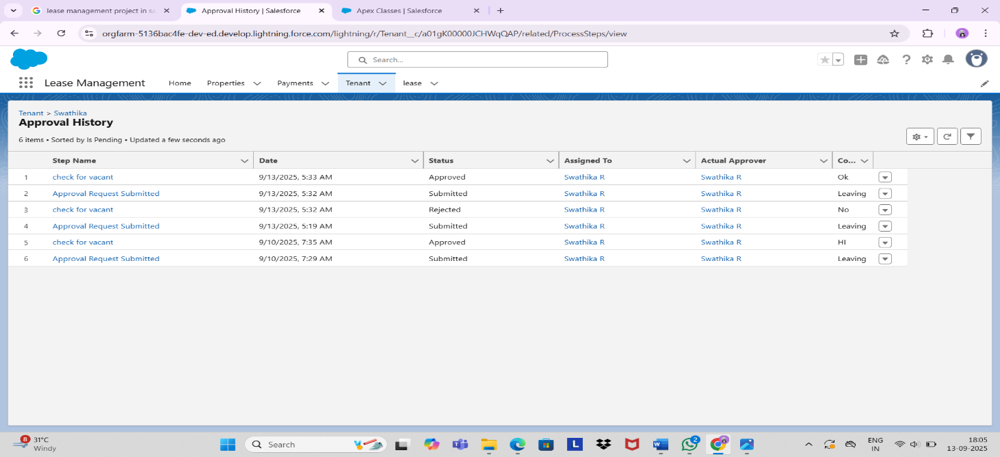 lease management project in sa
Approval History | Salesforce
Apex Classes | Salesforce
orgfarm-5136bac4fe-dev-ed.develop.lightning.force.com/lightning/r/Tenant__c/a01gK00000JCHWqQAP/related/ProcessSteps/view
Search...
Lease Management Home Properties Payments Tenant lease
Tenant > Swathika
Approval History
6 items • Sorted by Is Pending • Updated a few seconds ago
Step Name Date Status Assigned To Actual Approver Co...
1 check for vacant 9/13/2025, 5:33 AM Approved Swathika R Swathika R Ok
2 Approval Request Submitted 9/13/2025, 5:32 AM Submitted Swathika R Swathika R Leaving
3 check for vacant 9/13/2025, 5:32 AM Rejected Swathika R Swathika R No
4 Approval Request Submitted 9/13/2025, 5:19 AM Submitted Swathika R Swathika R Leaving
5 check for vacant 9/10/2025, 7:35 AM Approved Swathika R Swathika R HI
6 Approval Request Submitted 9/10/2025, 7:29 AM Submitted Swathika R Swathika R Leaving
8 31°C
Windy
Search
L
W
2
ENG
IN
18:05
13-09-2025